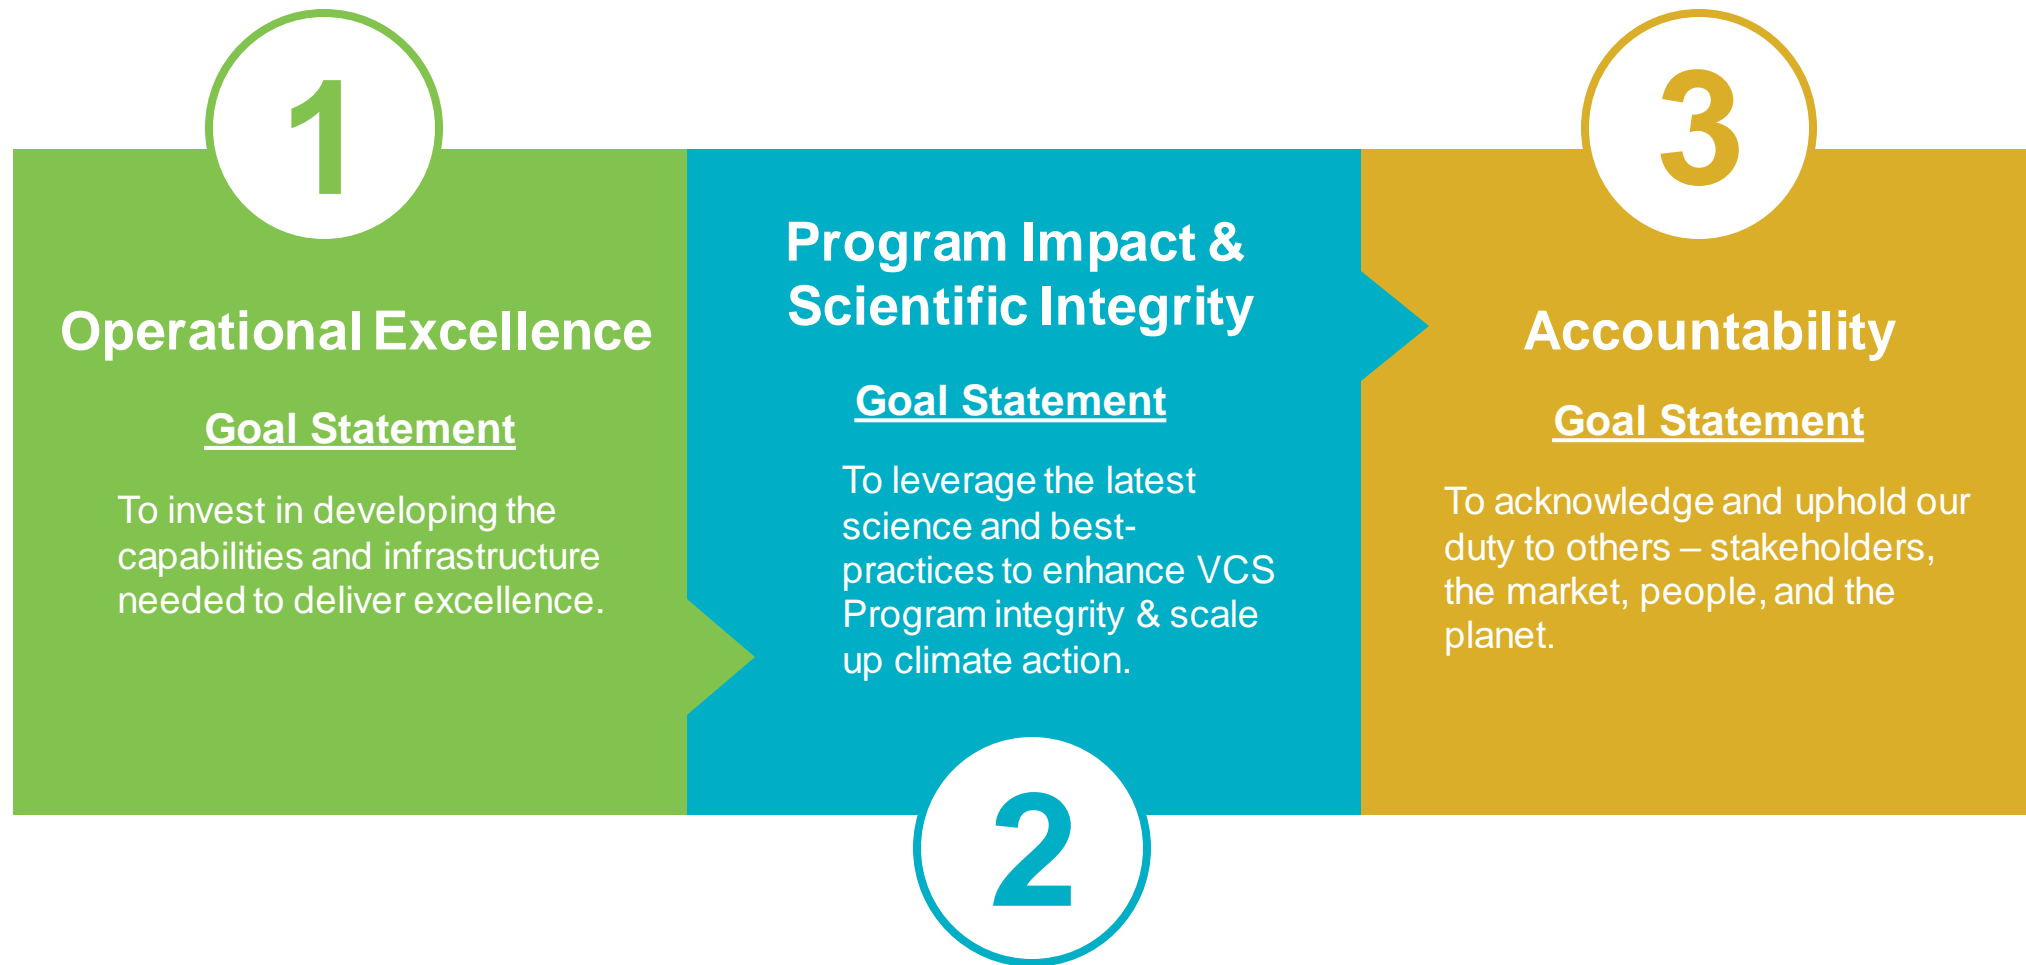 1
Operational Excellence
Goal Statement
To invest in developing the
capabilities and infrastructure
needed to deliver excellence.
Program Impact &
Scientific Integrity
Goal Statement
To leverage the latest
science and best-
practices to enhance VCS
Program integrity & scale
up climate action.
2
3
Accountability
Goal Statement
To acknowledge and uphold our
duty to others – stakeholders,
the market, people, and the
planet.